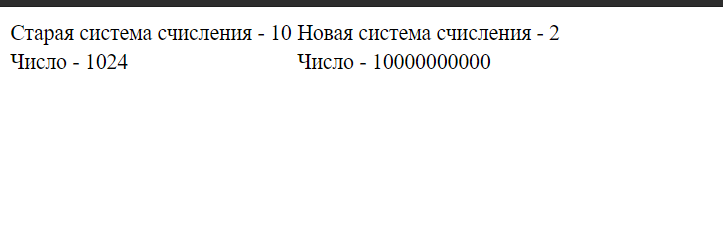 Старая система счисления - 10 Новая система счисления - 2
Число - 1024 Число - 10000000000